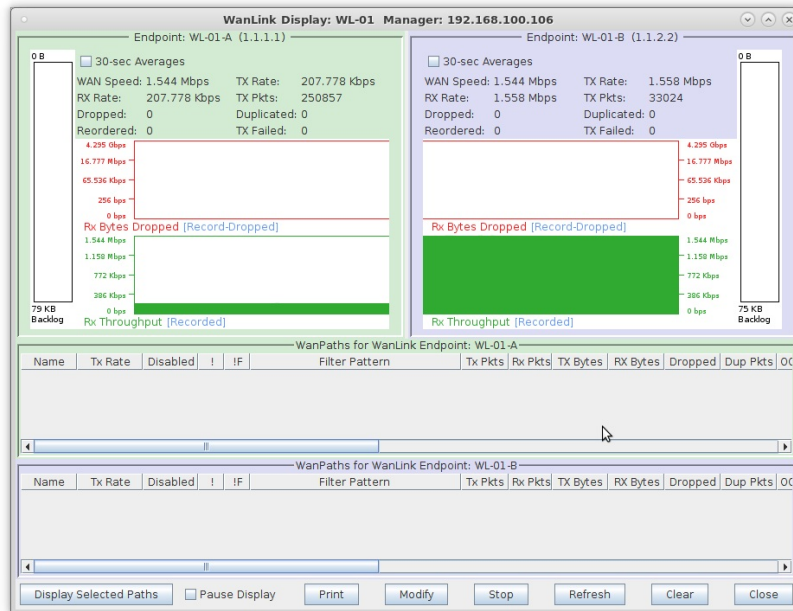 WanLink Display: WL-01 Manager: 192.168.100.106
Endpoint: WL-01-A (1.1.1.1)
0 B
30-sec Averages
WAN Speed: 1.544 Mbps TX Rate: 207.778 Kbps
RX Rate: 207.778 Kbps TX Pkts: 250857
Dropped: 0 Duplicated: 0
Reordered: 0 TX Failed: 0
4.295 Gbps
16.777 Mbps
65.536 Kbps
256 bps
0 bps
Rx Bytes Dropped [Record-Dropped]
1.544 Mbps
1.158 Mbps
772 Kbps
386 Kbps
0 bps
79 KB
Backlog
Rx Throughput [Recorded]
Endpoint: WL-01-B (1.1.2.2)
30-sec Averages
0 B
WAN Speed: 1.544 Mbps TX Rate: 1.558 Mbps
RX Rate: 1.558 Mbps TX Pkts: 33024
Dropped: 0 Duplicated: 0
Reordered: 0 TX Failed: 0
4.295 Gbps
16.777 Mbps
65.536 Kbps
256 bps
0 bps
Rx Bytes Dropped [Record-Dropped]
1.544 Mbps
1.158 Mbps
772 Kbps
386 Kbps
0 bps
75 KB
Backlog
Rx Throughput [Recorded]
WanPaths for WanLink Endpoint: WL-01-A
Name Tx Rate Disabled ! !F Filter Pattern Tx Pkts Rx Pkts TX Bytes RX Bytes Dropped Dup Pkts
WanPaths for WanLink Endpoint: WL-01-B
Name Tx Rate Disabled ! !F Filter Pattern Tx Pkts Rx Pkts TX Bytes RX Bytes Dropped Dup Pkts
Display Selected Paths Pause Display Print Modify Stop Refresh Clear Close